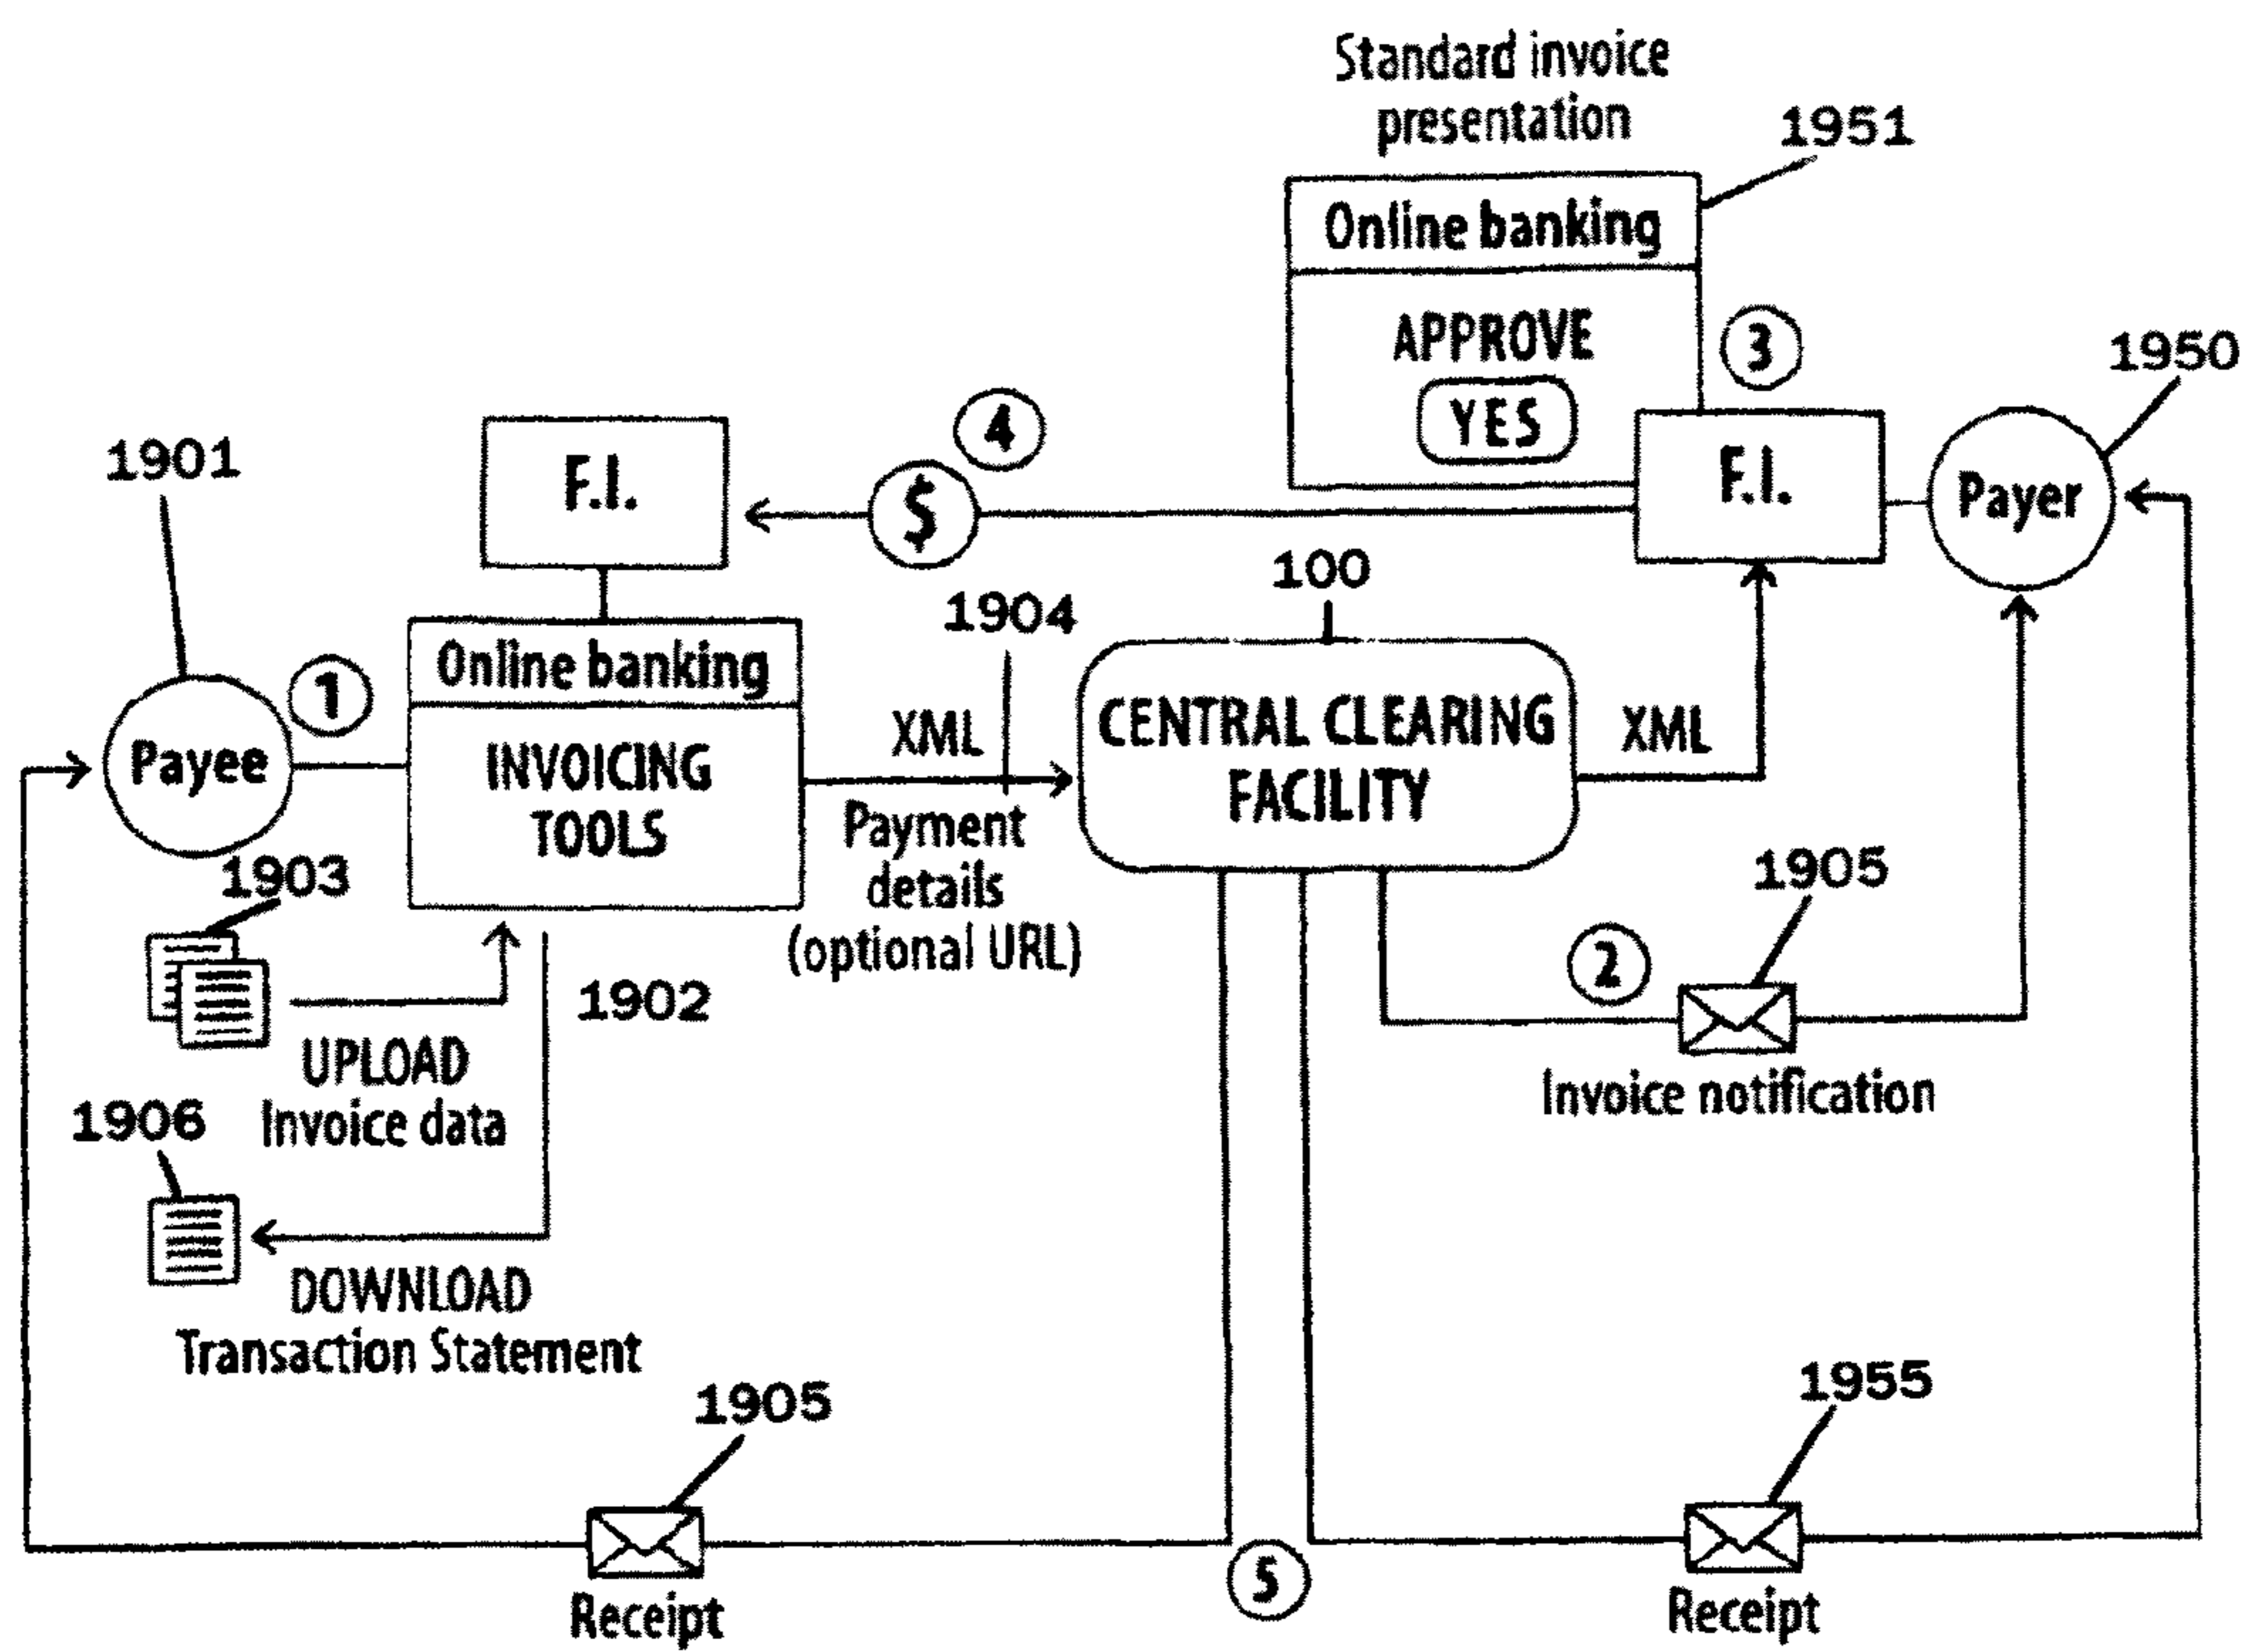 Standard invoice
presentation
1951
Online banking
APPROVE
YES
3
1950
F.I.
Payer
4
$
F.I.
1901
1
Payee
Online banking
INVOICING
TOOLS
1904
XML
Payment
details
(optional URL)
100
CENTRAL CLEARING
FACILITY
XML
1903
1902
UPLOAD
Invoice data
1906
DOWNLOAD
Transaction Statement
2
1905
Invoice notification
1905
Receipt
5
1955
Receipt